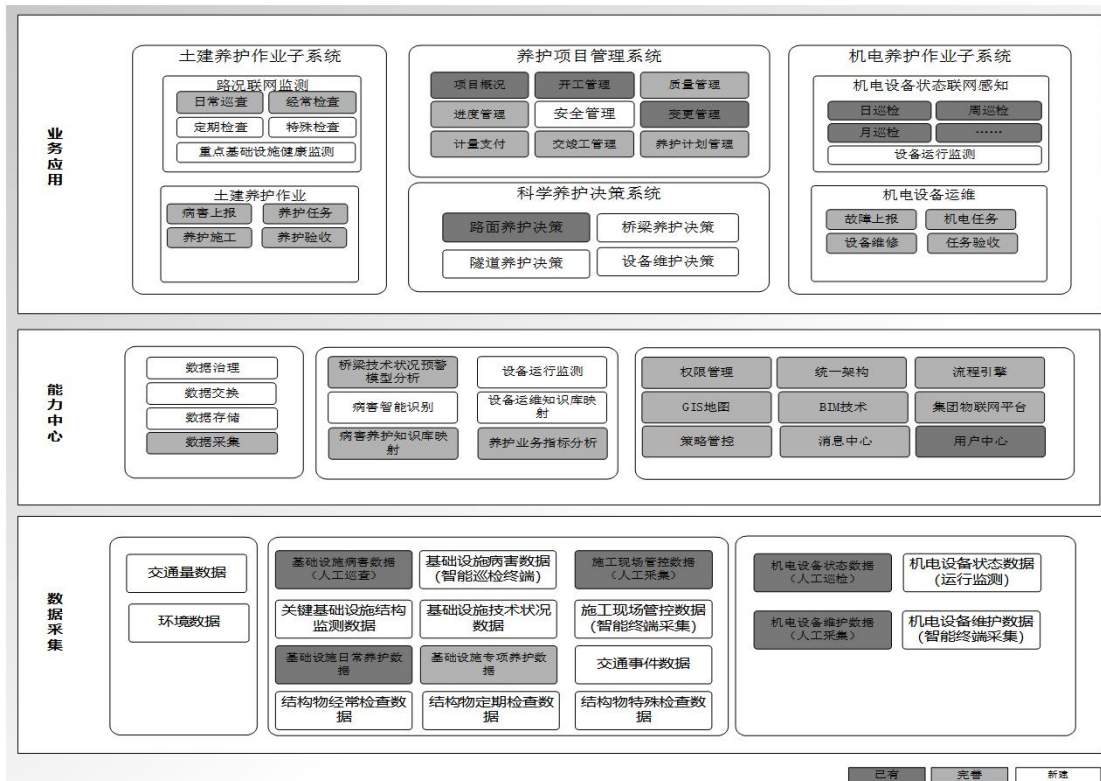 业务应用
土建养护作业子系统
路况联网监测
日常巡查
经常检查
定期检查
特殊检查
重点基础设施健康监测
土建养护作业
病害上报
养护任务
养护施工
养护验收
养护项目管理系统
项目概况
开工管理
质量管理
进度管理
安全管理
变更管理
计量支付
交竣工管理
养护计划管理
科学养护决策系统
路面养护决策
桥梁养护决策
隧道养护决策
设备维护决策
机电养护作业子系统
机电设备状态联网感知
日巡检
周巡检
月巡检
……
设备运行监测
机电设备运维
故障上报
机电任务
设备维修
任务验收
能力中心
数据治理
数据交换
数据存储
数据采集
桥梁技术状况预警
模型分析
设备运行监测
病害智能识别
设备运维知识库映
射
病害养护知识库映
射
养护业务指标分析
权限管理
统一架构
流程引擎
GIS地图
BIM技术
集团物联网平台
策略管控
消息中心
用户中心
数据采集
交通量数据
环境数据
基础设施病害数据
(人工巡查)
基础设施病害数据
(智能巡检终端)
施工现场管控数据
(人工采集)
关键基础设施结构
监测数据
基础设施技术状况
数据
施工现场管控数据
(智能终端采集)
基础设施日常养护数
据
基础设施专项养护数
据
交通事件数据
结构物经常检查数
据
结构物定期检查数
据
结构物特殊检查数
据
机电设备状态数据
(人工巡检)
机电设备状态数据
(运行监测)
机电设备维护数据
(人工采集)
机电设备维护数据
(智能终端采集)
已有
完善
新建